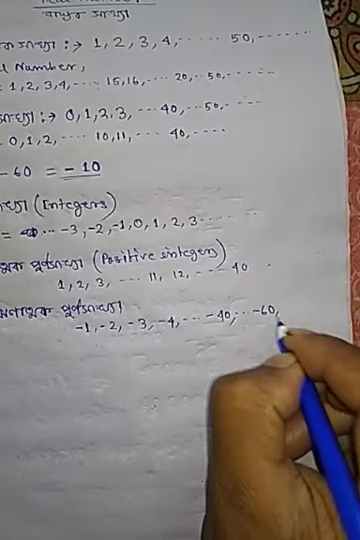 বাস্তব সংখ্যা
সংখ্যা :→ 1, 2, 3, 4, ...... 50, .......
Number,
1, 2, 3, 4, .... 15, 16, .... 20, .. 50, ......
সংখ্যা :→ 0, 1, 2, 3, ... 40, ... 50, ....
0, 1, 2, .... 10, 11, .... 40, ....
- 60 = - 10
(Integers)
= ... -3, -2, -1, 0, 1, 2, 3 .....
পূর্ণসংখ্যা (Positive integers)
1, 2, 3, ... 11, 12, ... 40 ..
পূর্ণসংখ্যা
-1, -2, -3, -4, ... -40, .. -60,